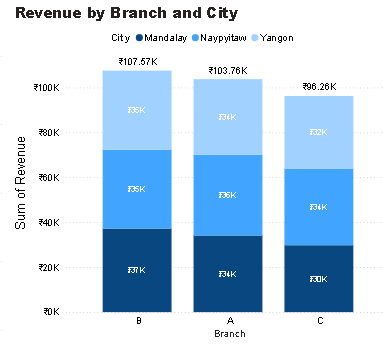 Revenue by Branch and City
City Mandalay Naypyitaw Yangon
₹107.57K
₹103.76K
₹96.26K
₹100K
₹80K
₹60K
₹40K
₹20K
₹0K
Sum of Revenue
₹35K
₹34K
₹32K
₹35K
₹36K
₹34K
₹37K
₹34K
₹30K
B A C
Branch